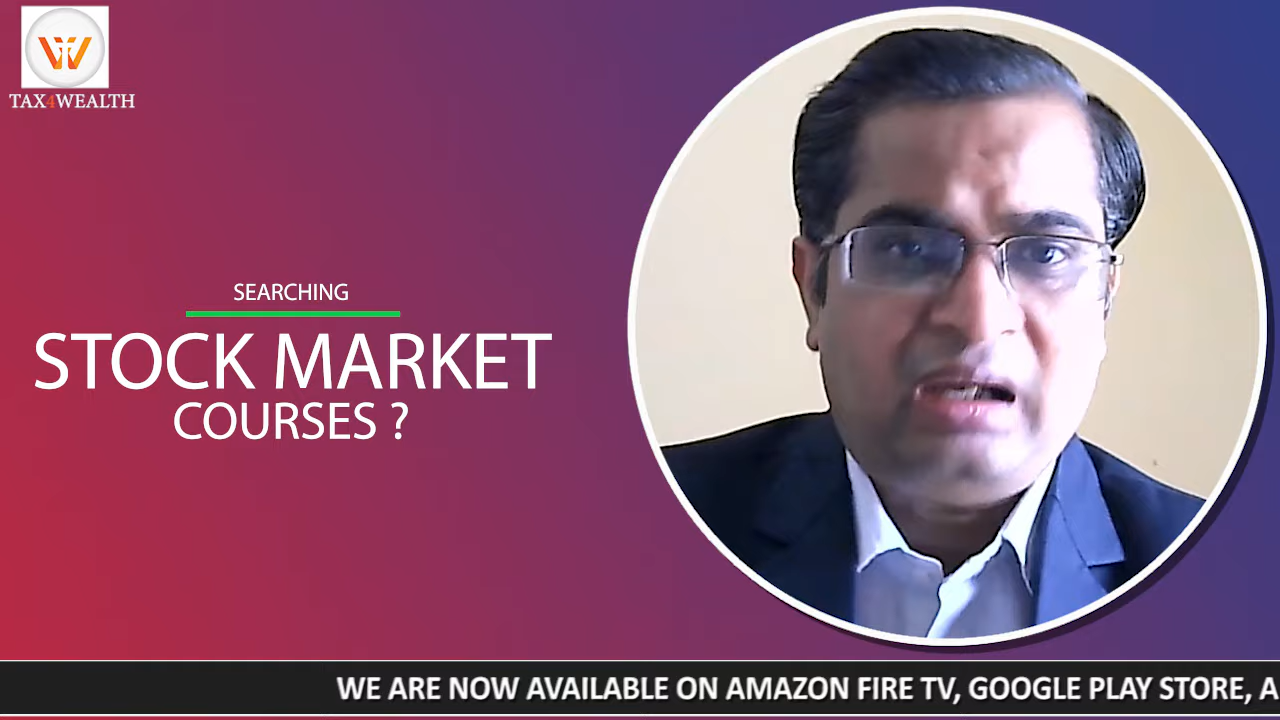 TAX4WEALTH
SEARCHING
STOCK MARKET
COURSES ?
WE ARE NOW AVAILABLE ON AMAZON FIRE TV, GOOGLE PLAY STORE, A